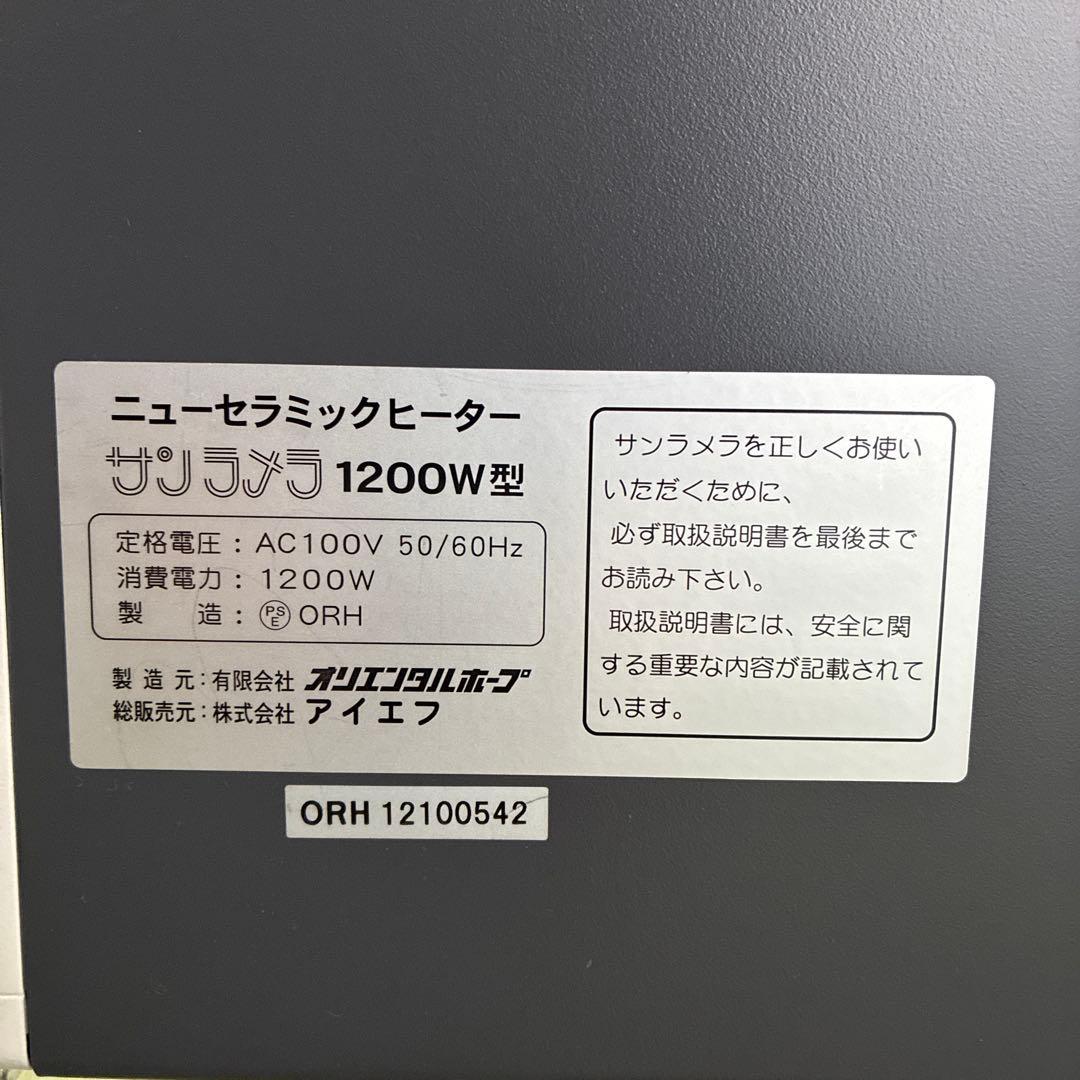 ニューセラミックヒーター
サンラメラ 1200W型
定格電圧：AC100V 50/60Hz
消費電力：1200W
製　　造：PSE ORH
製造元：有限会社 オリエンタルホープ
総販売元：株式会社 アイエフ
サンラメラを正しくお使い
いただくために、
必ず取扱説明書を最後まで
お読み下さい。
取扱説明書には、安全に関
する重要な内容が記載されて
います。
ORH 12100542